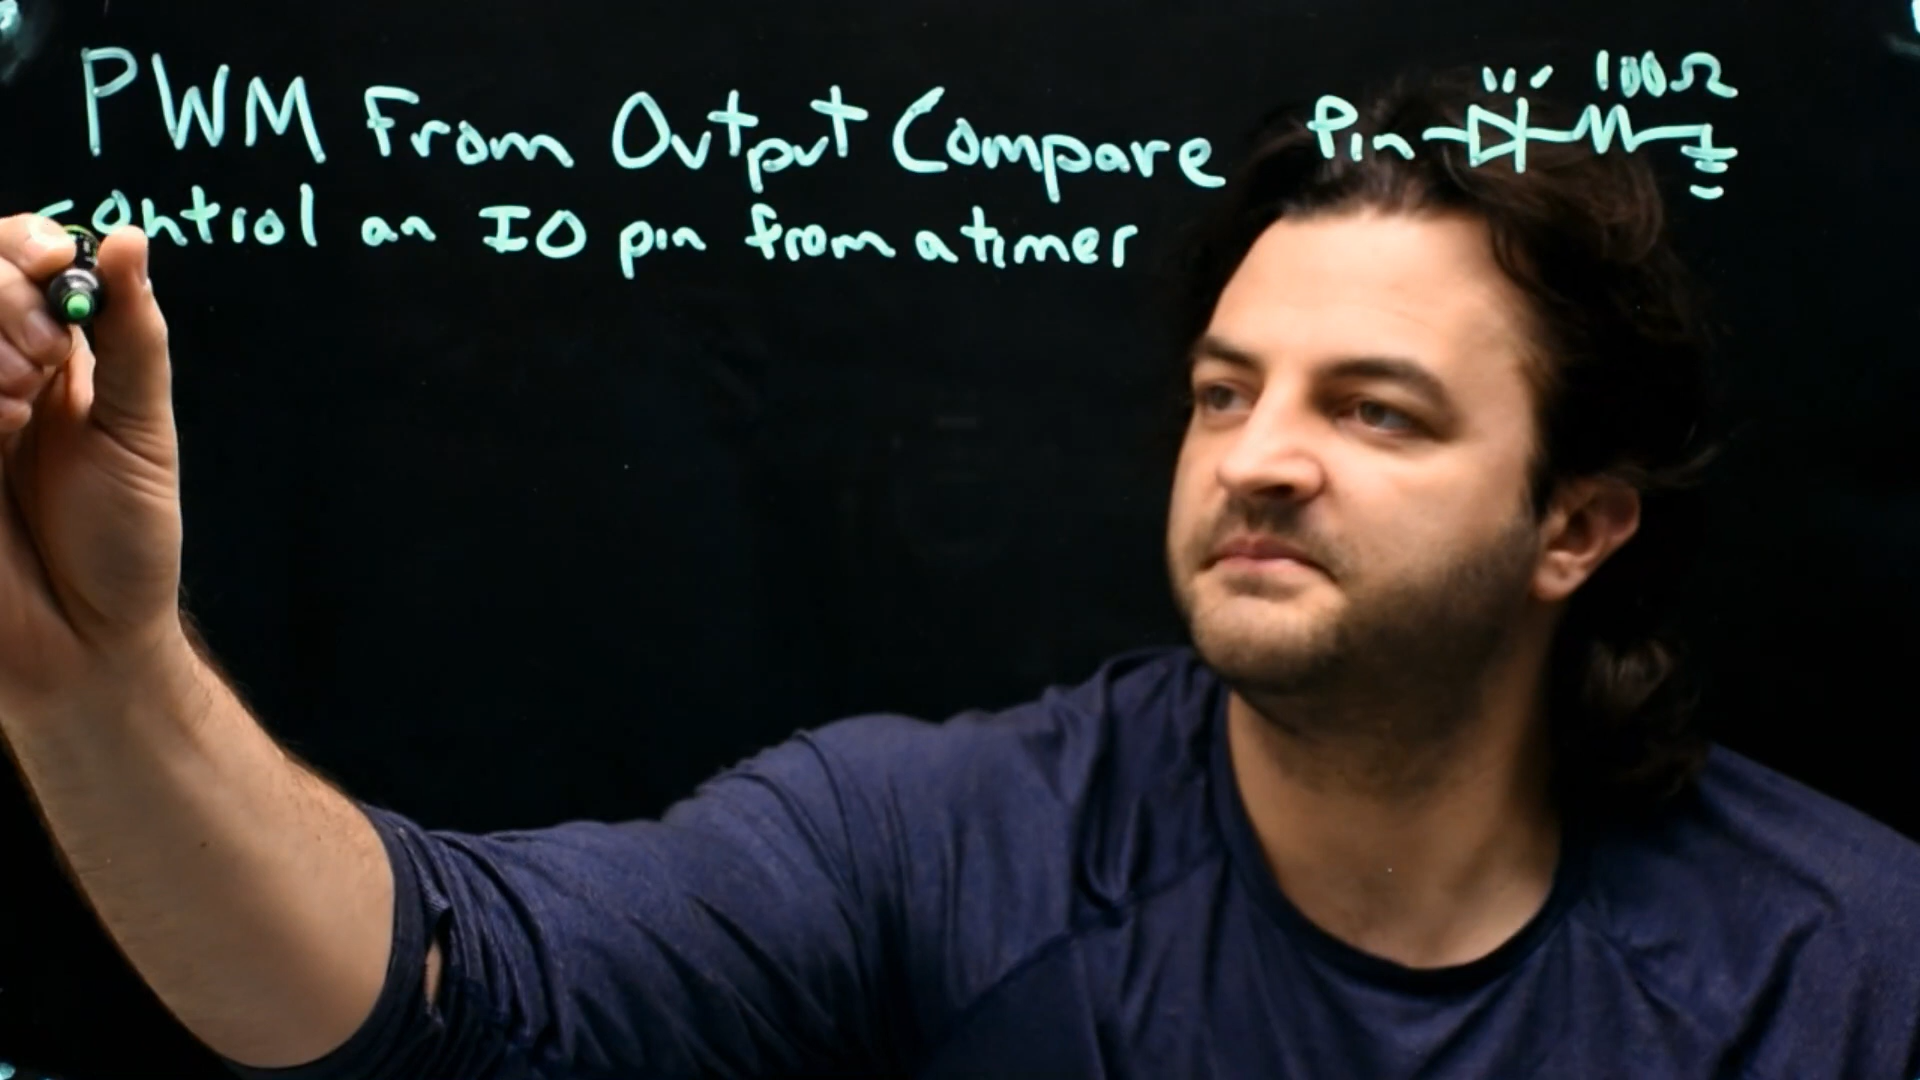 PWM From Output Compare
control an IO pin from a timer
Pin 100Ω